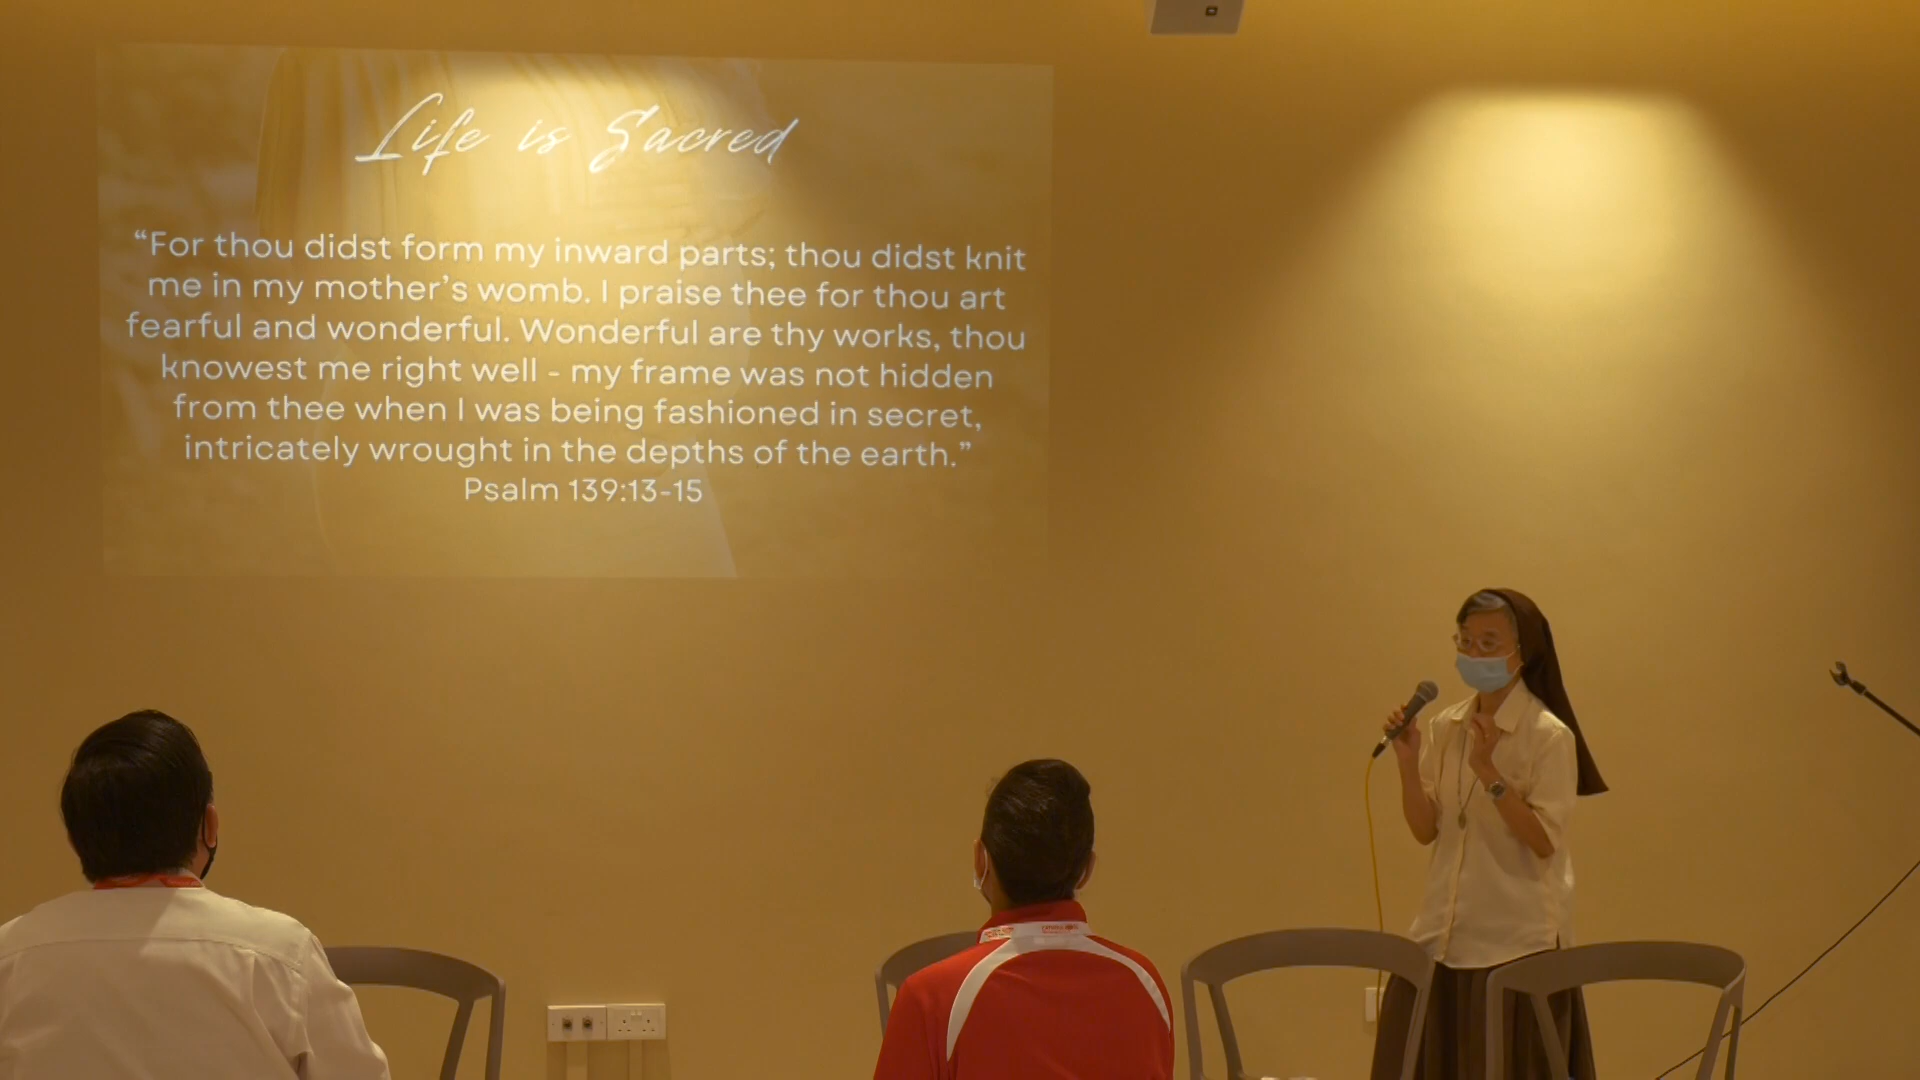 Life is Sacred
“For thou didst form my inward parts; thou didst knit
me in my mother’s womb. I praise thee for thou art
fearful and wonderful. Wonderful are thy works, thou
knowest me right well - my frame was not hidden
from thee when I was being fashioned in secret,
intricately wrought in the depths of the earth.”
Psalm 139:13-15